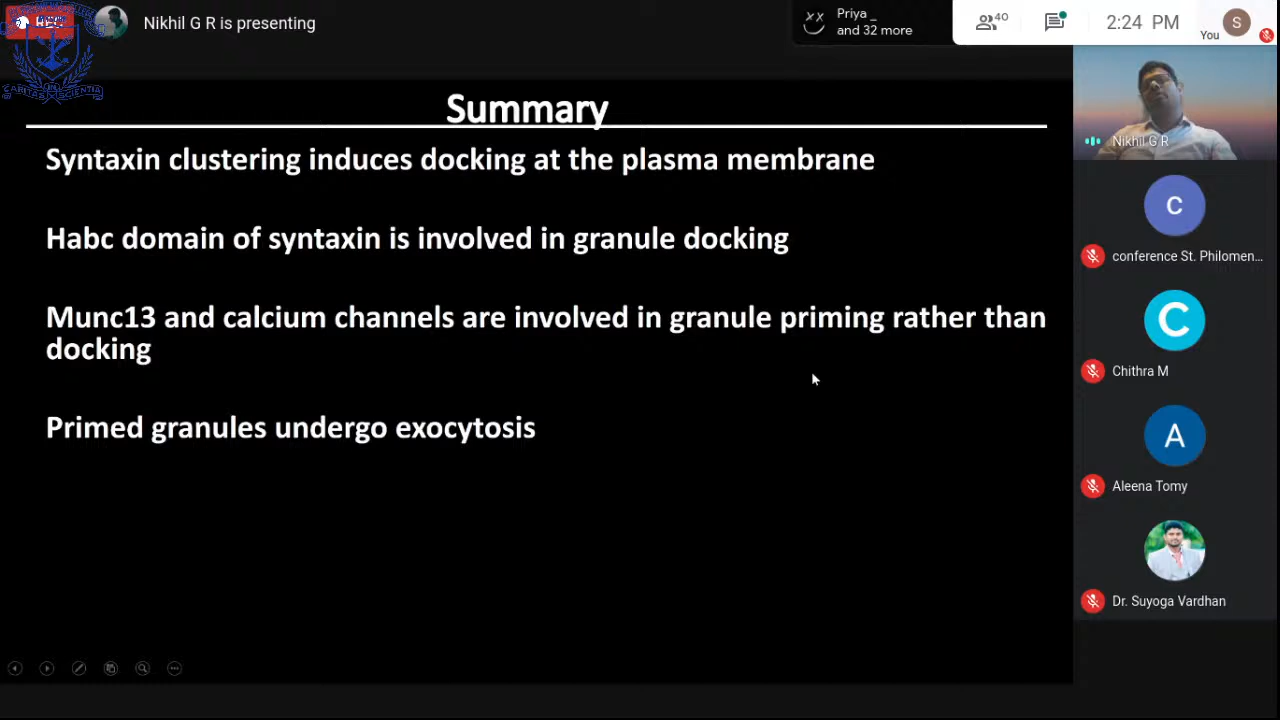 Nikhil G R is presenting
Priya _
and 32 more
40
2:24 PM
You
S
Summary
Syntaxin clustering induces docking at the plasma membrane
Habc domain of syntaxin is involved in granule docking
Munc13 and calcium channels are involved in granule priming rather than
docking
Primed granules undergo exocytosis
Nikhil G R
C
conference St. Philomen...
C
Chithra M
A
Aleena Tomy
Dr. Suyoga Vardhan
CARITAS
SCIENTIA